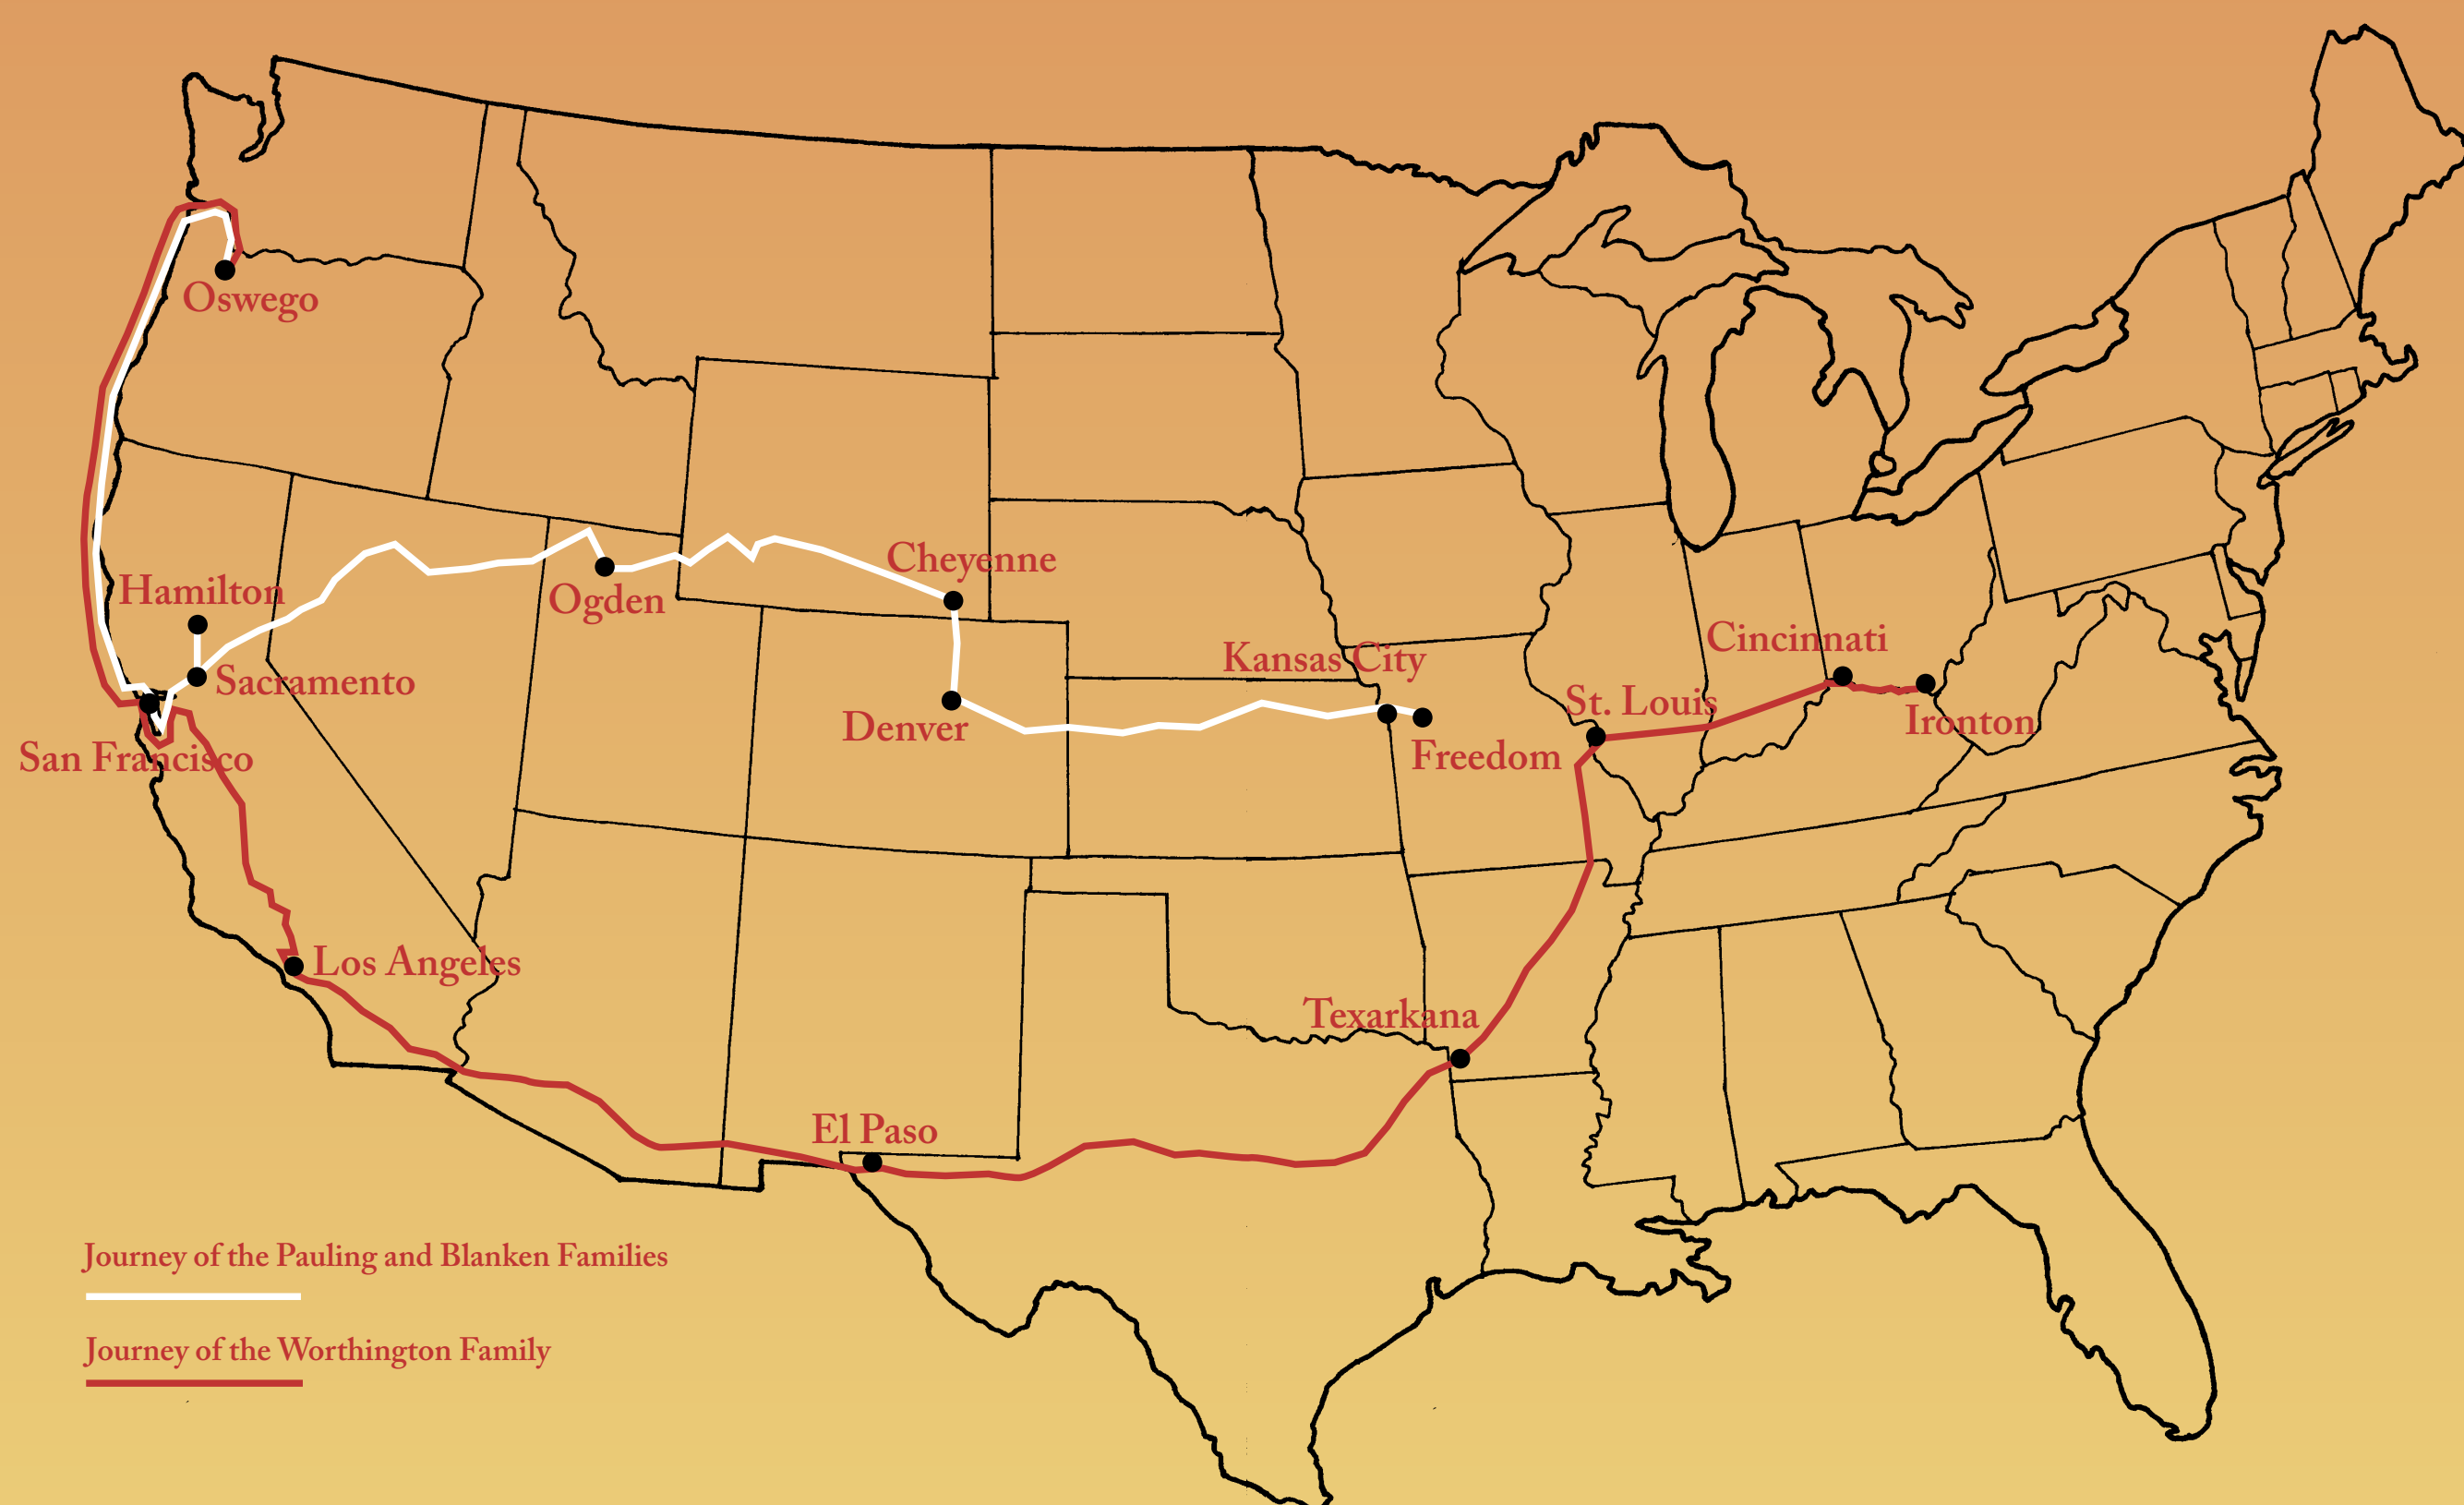 Oswego
Cheyenne
Hamilton
Ogden
Cincinnati
Kansas City
Sacramento
St. Louis
Ironton
Denver
Freedom
San Francisco
Los Angeles
Texarkana
El Paso
Journey of the Pauling and Blanken Families
Journey of the Worthington Family